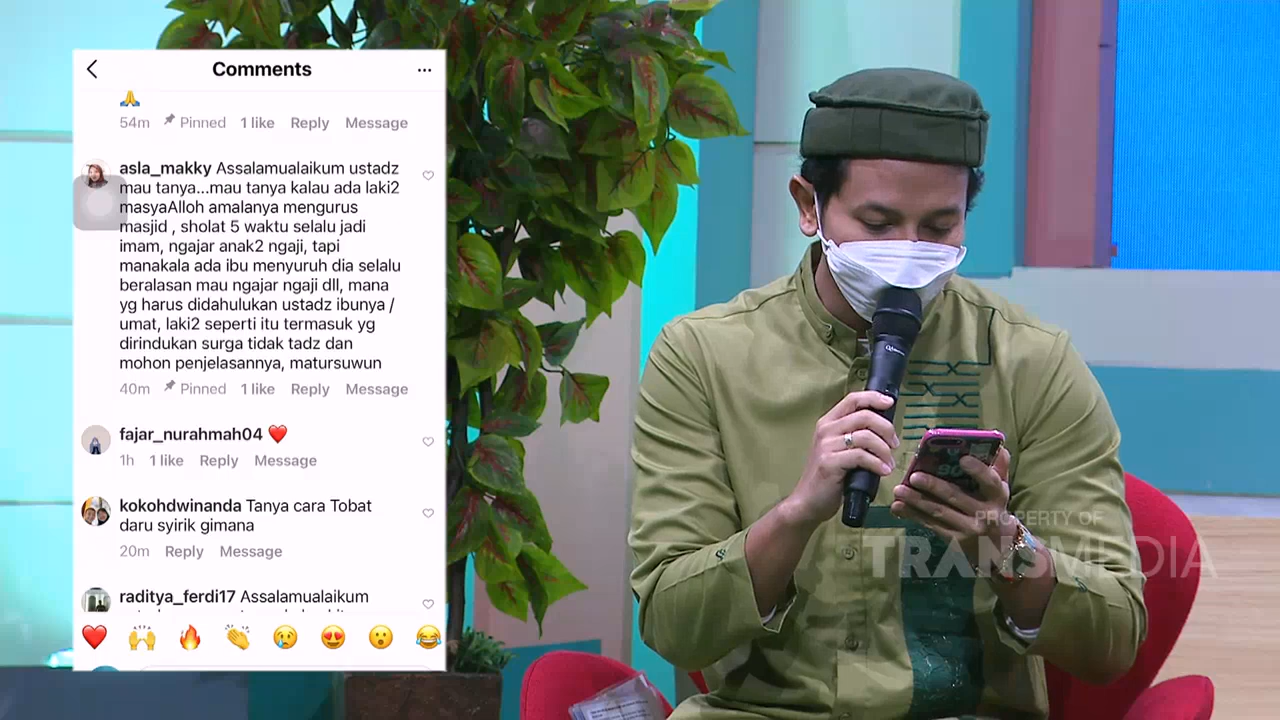 Comments
54m Pinned 1 like Reply Message
asla_makky Assalamualaikum ustadz
mau tanya...mau tanya kalau ada laki2
masyaAlloh amalanya mengurus
masjid , sholat 5 waktu selalu jadi
imam, ngajar anak2 ngaji, tapi
manakala ada ibu menyuruh dia selalu
beralasan mau ngajar ngaji dll, mana
yg harus didahulukan ustadz ibunya /
umat, laki2 seperti itu termasuk yg
dirindukan surga tidak tadz dan
mohon penjelasannya, matursuwun
40m Pinned 1 like Reply Message
fajar_nurahmah04 ❤️
1h 1 like Reply Message
kokohdwinanda Tanya cara Tobat
daru syirik gimana
20m Reply Message
raditya_ferdi17 Assalamualaikum
PROPERTY OF
TRANSMEDIA